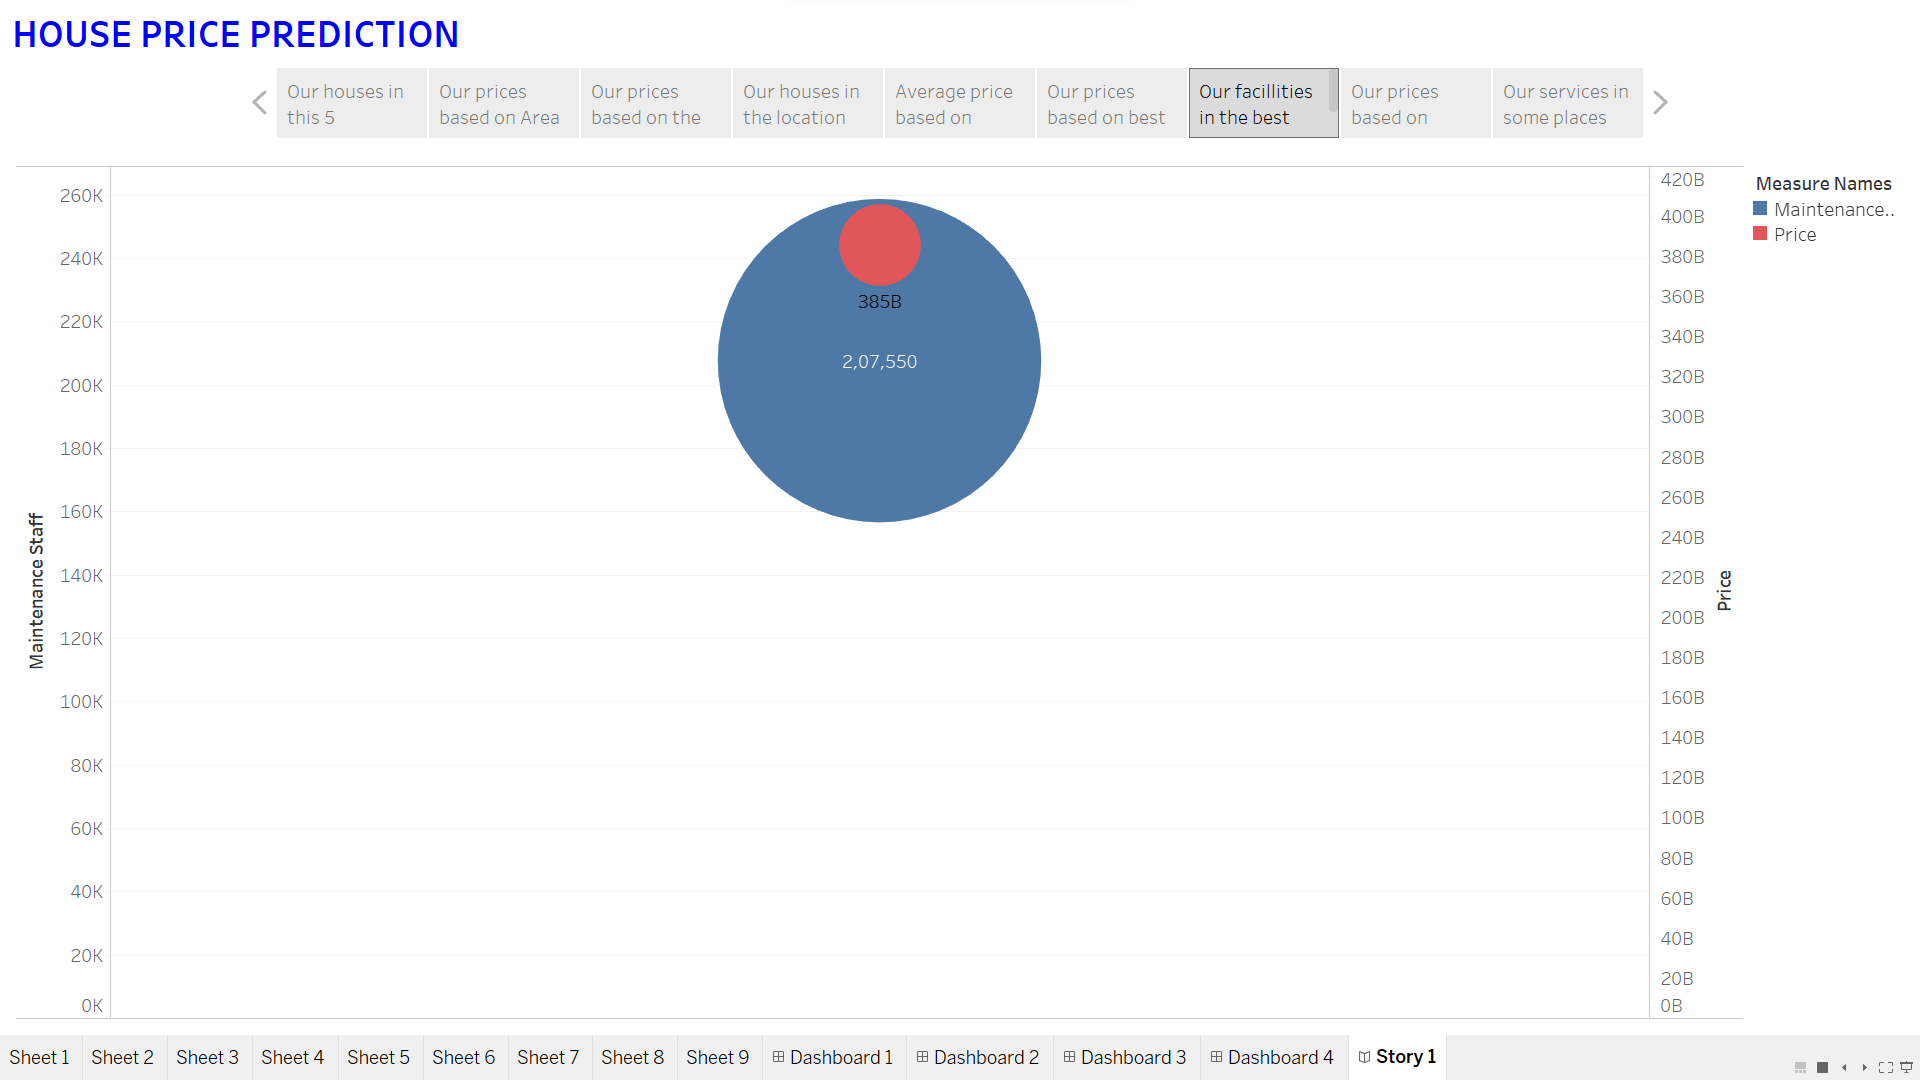 HOUSE PRICE PREDICTION
Our houses in
this 5
Our prices
based on Area
Our prices
based on the
Our houses in
the location
Average price
based on
Our prices
based on best
Our facillities
in the best
Our prices
based on
Our services in
some places
260K
240K
220K
200K
180K
160K
140K
120K
100K
80K
60K
40K
20K
0K
Maintenance Staff
385B
2,07,550
420B
400B
380B
360B
340B
320B
300B
280B
260B
240B
220B
200B
180B
160B
140B
120B
100B
80B
60B
40B
20B
0B
Price
Measure Names
Maintenance..
Price
Sheet 1
Sheet 2
Sheet 3
Sheet 4
Sheet 5
Sheet 6
Sheet 7
Sheet 8
Sheet 9
Dashboard 1
Dashboard 2
Dashboard 3
Dashboard 4
Story 1